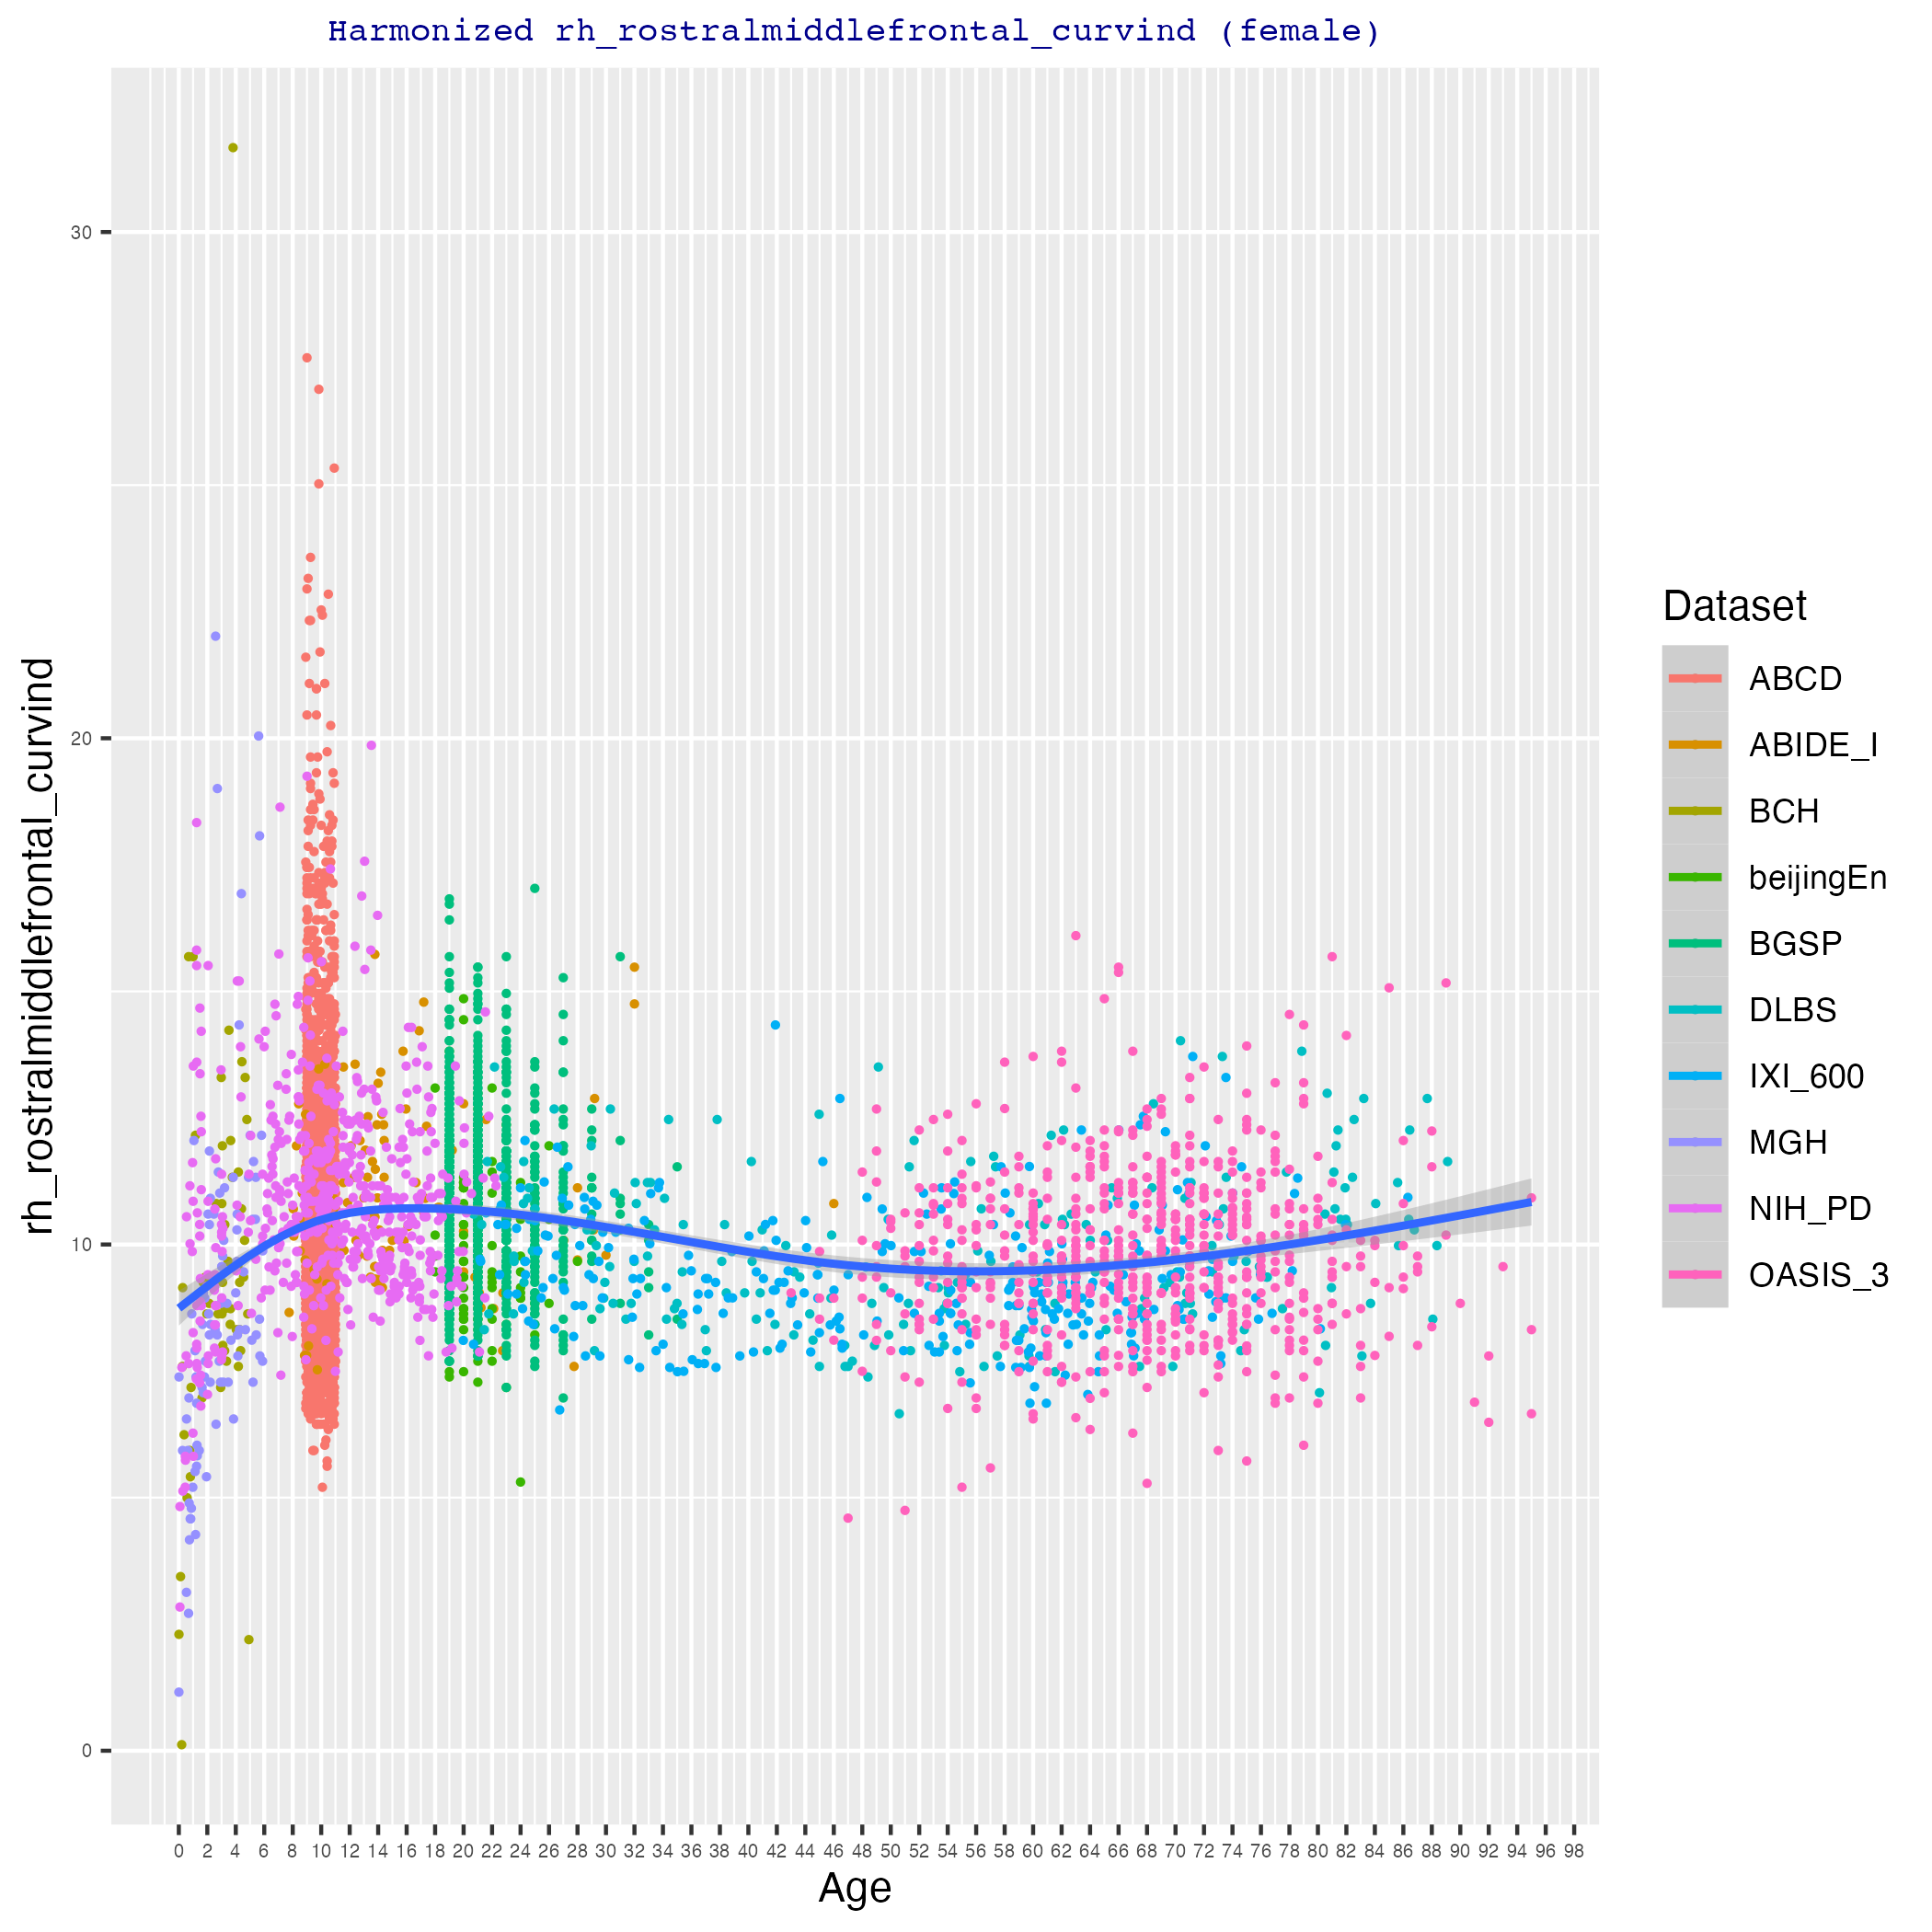 Harmonized rh_rostralmiddlefrontal_curvind (female)
rh_rostralmiddlefrontal_curvind
30
20
10
0
0 2 4 6 8 10 12 14 16 18 20 22 24 26 28 30 32 34 36 38 40 42 44 46 48 50 52 54 56 58 60 62 64 66 68 70 72 74 76 78 80 82 84 86 88 90 92 94 96 98
Age
Dataset
ABCD
ABIDE_I
BCH
beijingEn
BGSP
DLBS
IXI_600
MGH
NIH_PD
OASIS_3